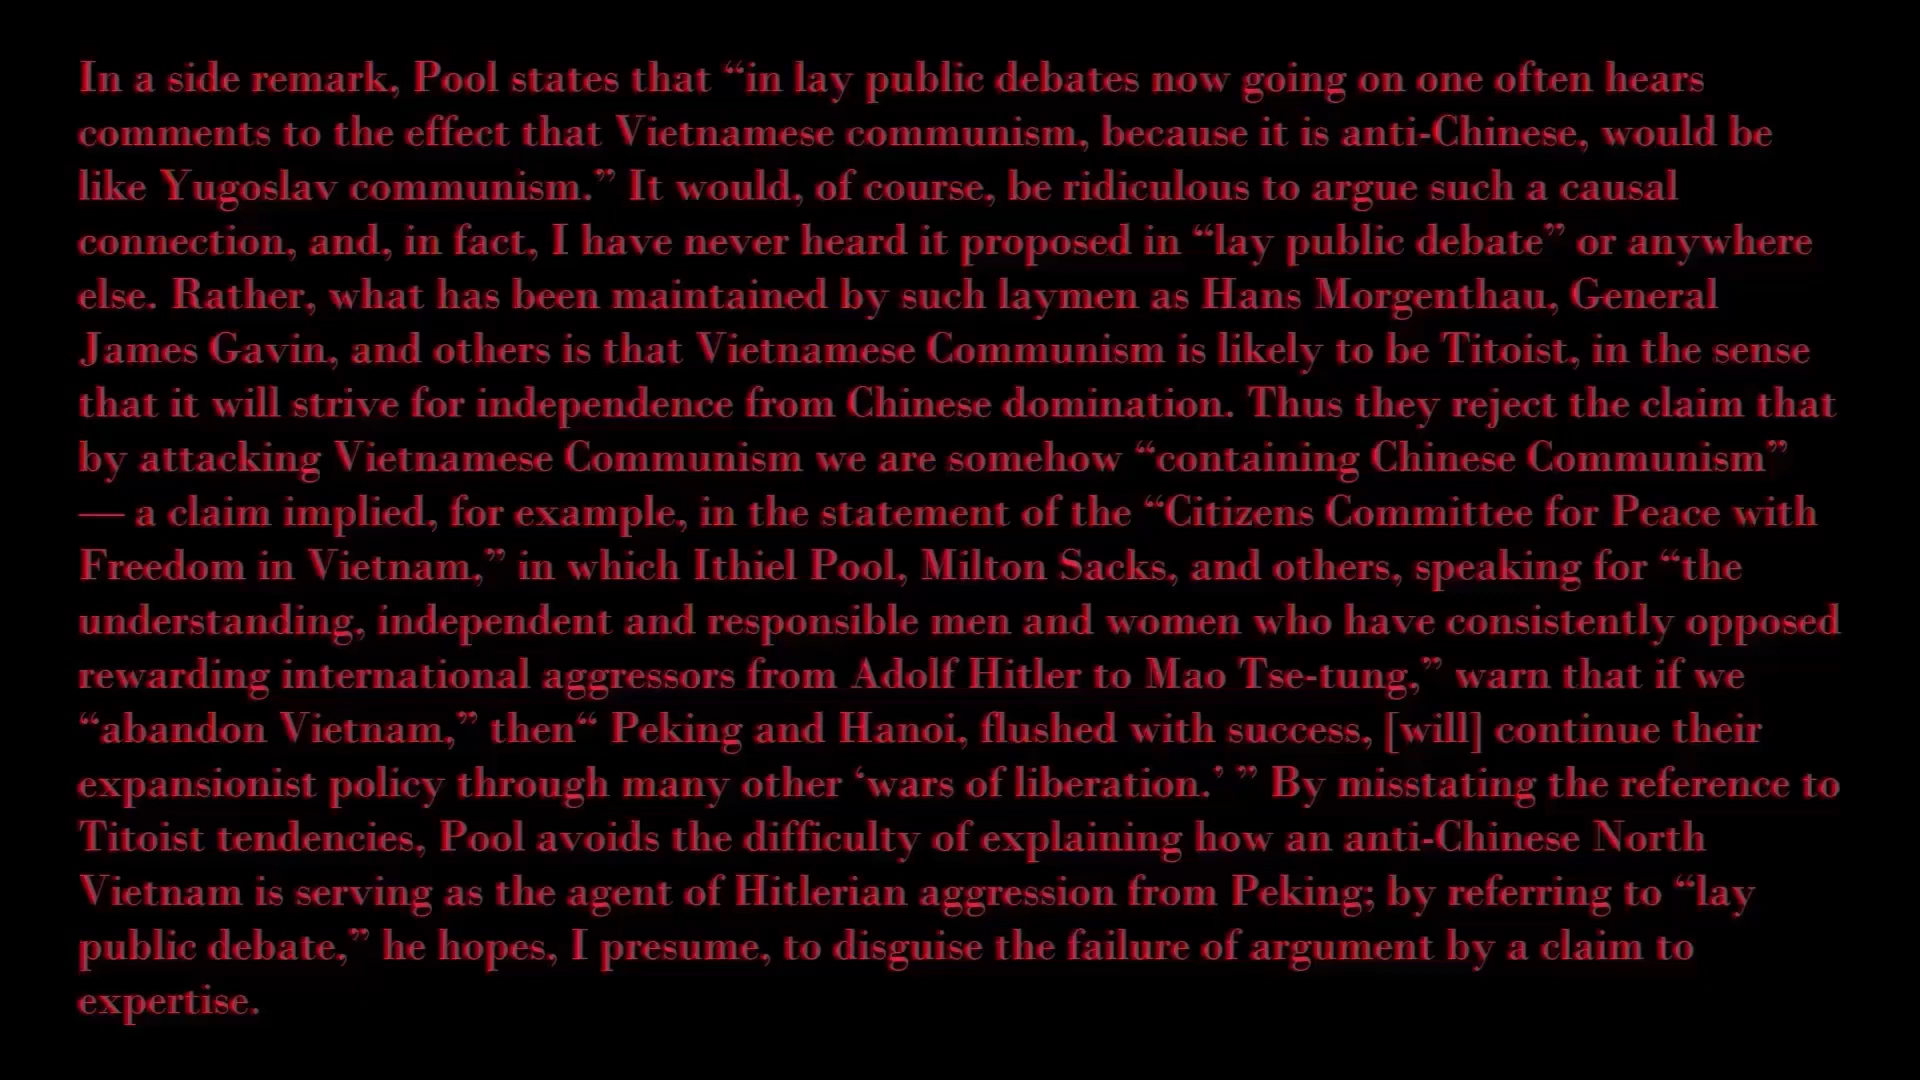 In a side remark, Pool states that “in lay public debates now going on one often hears
comments to the effect that Vietnamese communism, because it is anti-Chinese, would be
like Yugoslav communism.” It would, of course, be ridiculous to argue such a causal
connection, and, in fact, I have never heard it proposed in “lay public debate” or anywhere
else. Rather, what has been maintained by such laymen as Hans Morgenthau, General
James Gavin, and others is that Vietnamese Communism is likely to be Titoist, in the sense
that it will strive for independence from Chinese domination. Thus they reject the claim that
by attacking Vietnamese Communism we are somehow “containing Chinese Communism”
— a claim implied, for example, in the statement of the “Citizens Committee for Peace with
Freedom in Vietnam,” in which Ithiel Pool, Milton Sacks, and others, speaking for “the
understanding, independent and responsible men and women who have consistently opposed
rewarding international aggressors from Adolf Hitler to Mao Tse-tung,” warn that if we
“abandon Vietnam,” then“ Peking and Hanoi, flushed with success, [will] continue their
expansionist policy through many other ‘wars of liberation.’ ” By misstating the reference to
Titoist tendencies, Pool avoids the difficulty of explaining how an anti-Chinese North
Vietnam is serving as the agent of Hitlerian aggression from Peking; by referring to “lay
public debate,” he hopes, I presume, to disguise the failure of argument by a claim to
expertise.